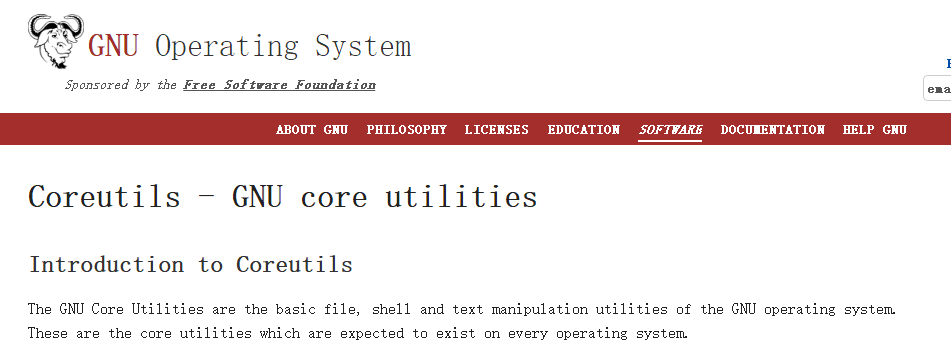 GNU Operating System
Sponsored by the Free Software Foundation
ABOUT GNU PHILOSOPHY LICENSES EDUCATION SOFTWARE DOCUMENTATION HELP GNU
Coreutils - GNU core utilities
Introduction to Coreutils
The GNU Core Utilities are the basic file, shell and text manipulation utilities of the GNU operating system.
These are the core utilities which are expected to exist on every operating system.